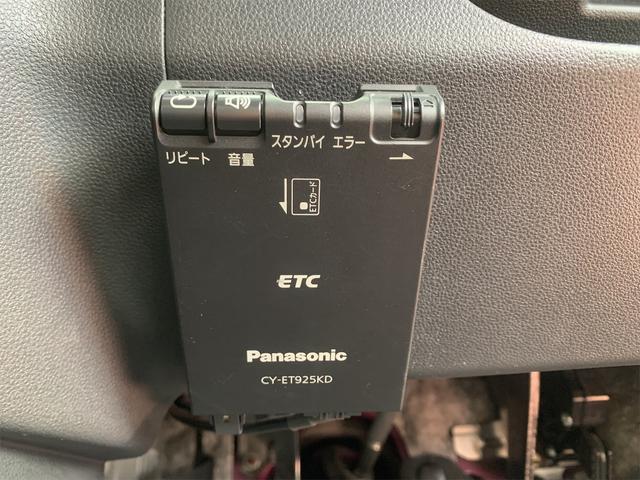 スタンバイ エラー
リピート 音量
ETCカード
ETC
Panasonic
CY-ET925KD